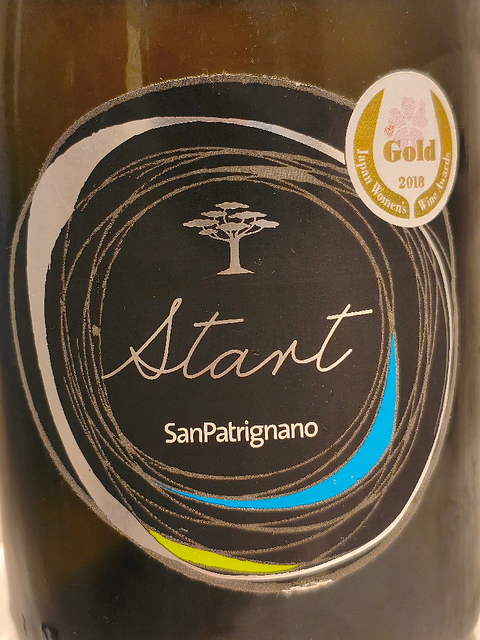 Gold
2018
Japan Women's Wine Awards
Start
SanPatrignano